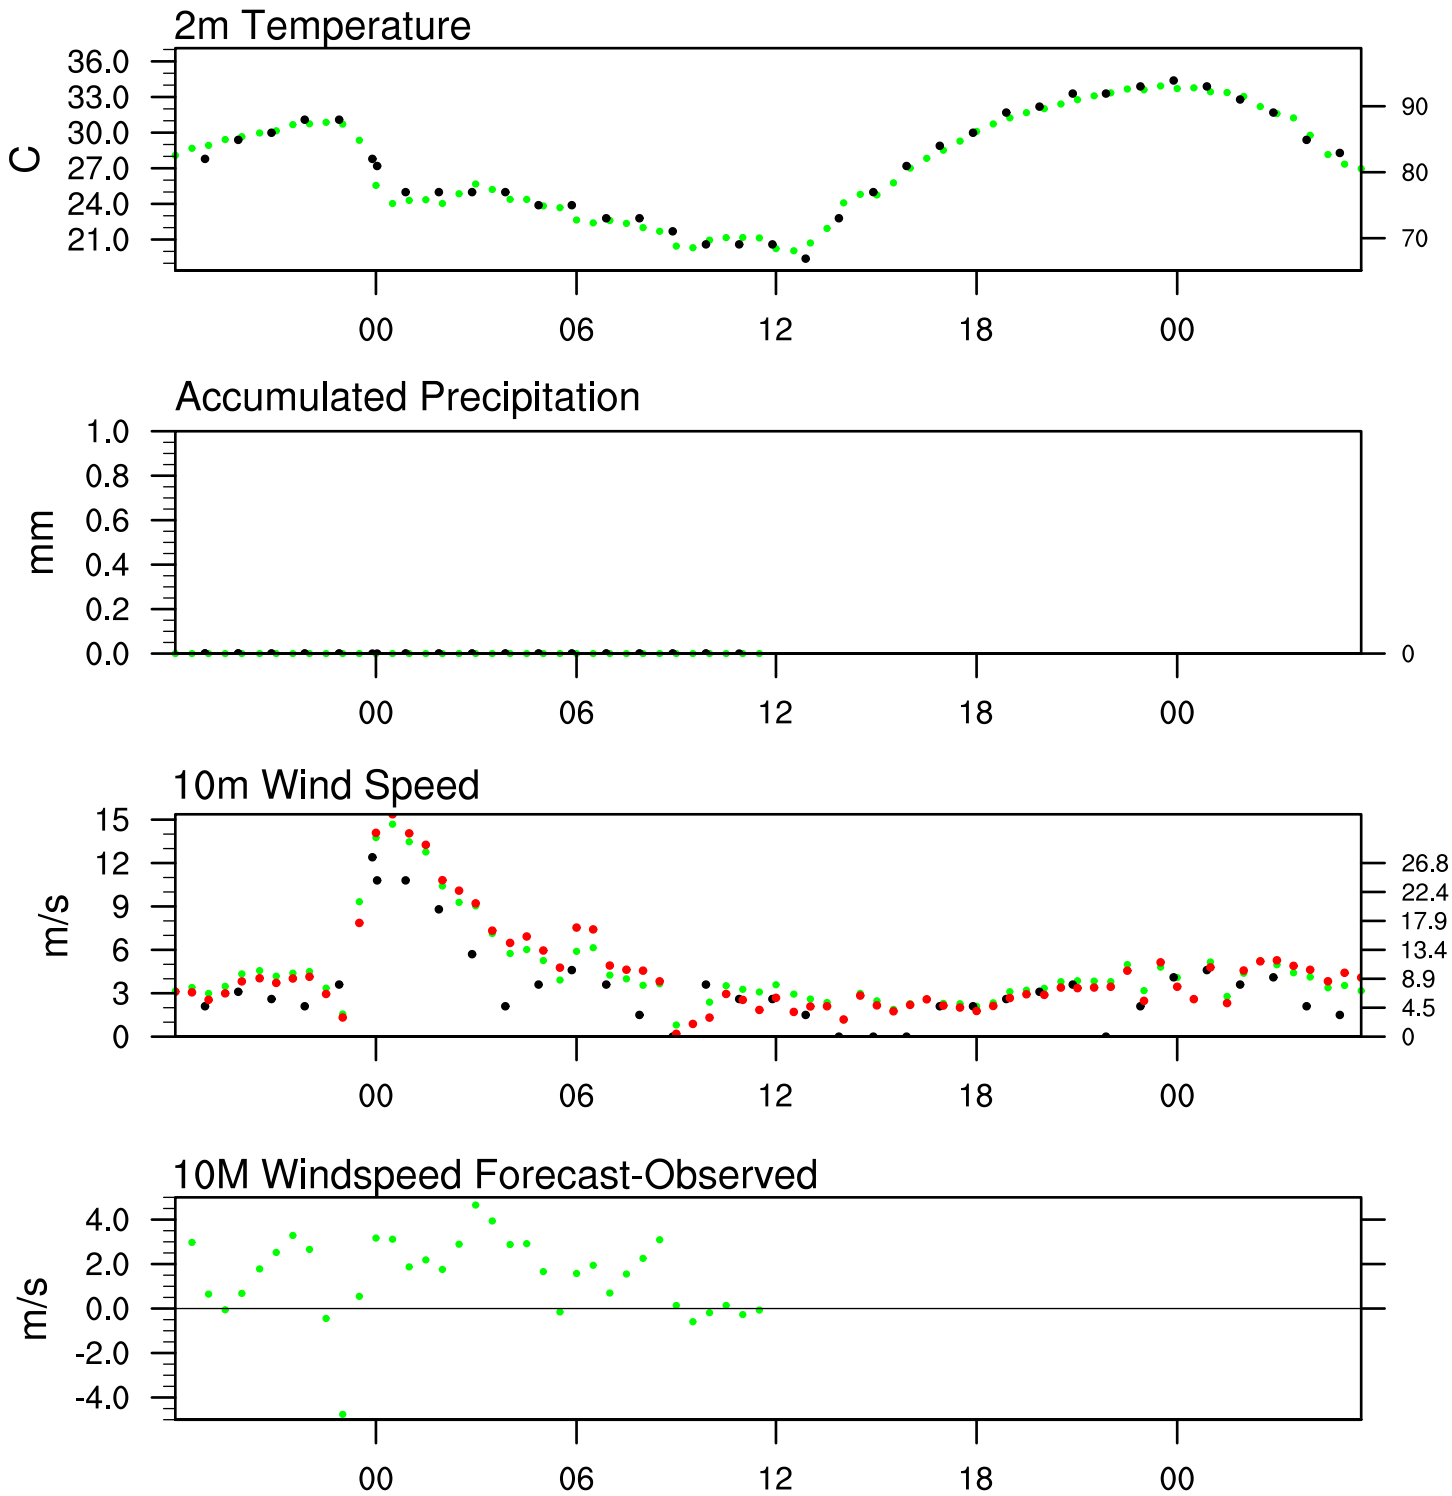 2m Temperature
36.0
33.0
30.0
27.0
24.0
21.0
C
90
80
70
00 06 12 18 00
Accumulated Precipitation
1.0
0.8
0.6
0.4
0.2
0.0
mm
0
00 06 12 18 00
10m Wind Speed
15
12
9
6
3
0
m/s
26.8
22.4
17.9
13.4
8.9
4.5
0
00 06 12 18 00
10M Windspeed Forecast-Observed
4.0
2.0
0.0
-2.0
-4.0
m/s
00 06 12 18 00